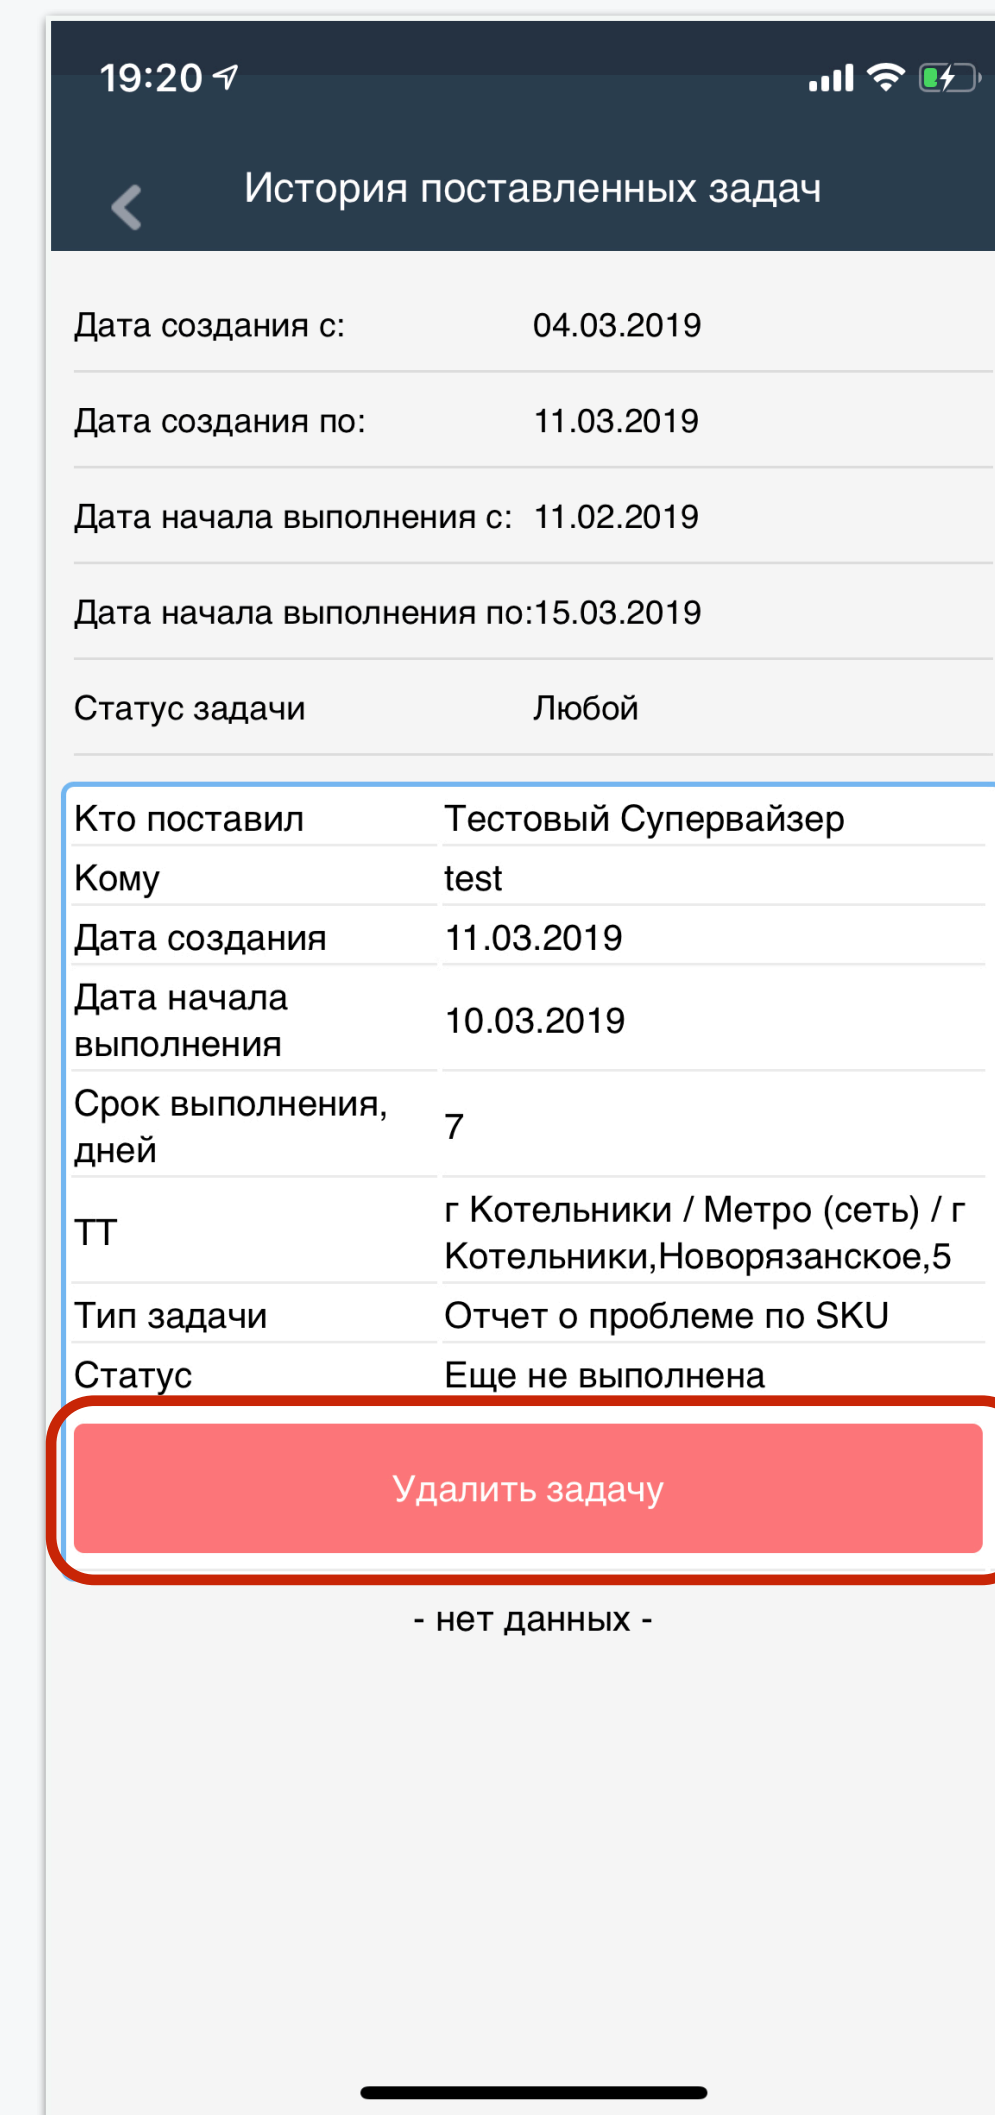 19:20
История поставленных задач
Дата создания с: 04.03.2019
Дата создания по: 11.03.2019
Дата начала выполнения с: 11.02.2019
Дата начала выполнения по:15.03.2019
Статус задачи Любой
Кто поставил Тестовый Супервайзер
Кому test
Дата создания 11.03.2019
Дата начала
выполнения
10.03.2019
Срок выполнения,
дней
7
ТТ
г Котельники / Метро (сеть) / г
Котельники,Новорязанское,5
Тип задачи Отчет о проблеме по SKU
Статус Еще не выполнена
Удалить задачу
- нет данных -